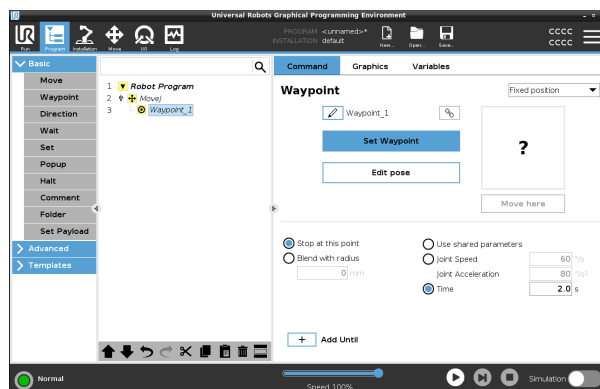 Universal Robots Graphical Programming Environment
UR
Run Program Installation Move I/O Log
PROGRAM <unnamed>*
INSTALLATION default
New... Open... Save...
CCCC
CCCC
Basic
Move
Waypoint
Direction
Wait
Set
Popup
Halt
Comment
Folder
Set Payload
Advanced
Templates
1 Robot Program
2 MoveJ
3 Waypoint_1
Command Graphics Variables
Waypoint
Fixed position
Waypoint_1
Set Waypoint
Edit pose
?
Move here
Stop at this point
Blend with radius
0 mm
Use shared parameters
Joint Speed 60 °/s
Joint Acceleration 80 °/s²
Time 2.0 s
+ Add Until
Normal
Speed 100%
Simulation